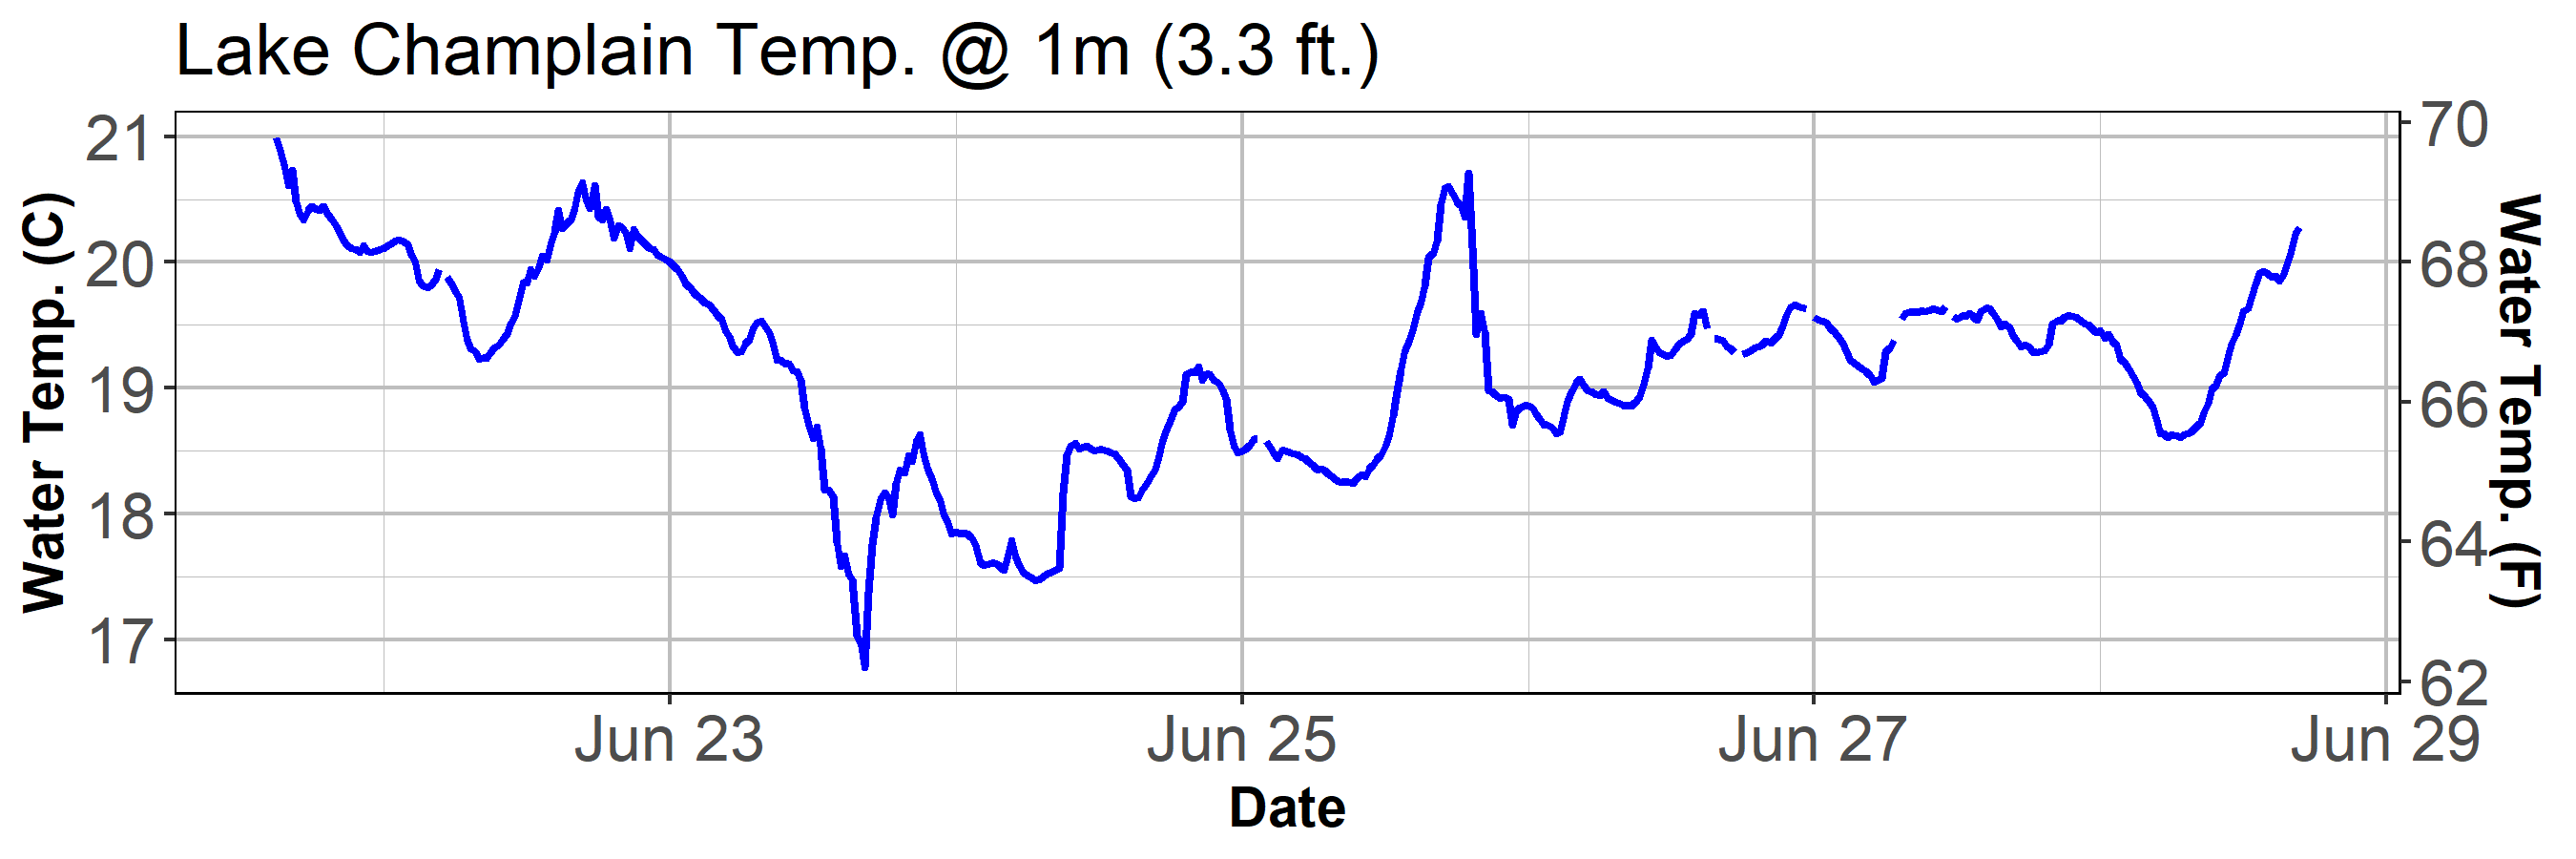 Lake Champlain Temp. @ 1m (3.3 ft.)
Water Temp. (C)
21
20
19
18
17
70
68
66
64
62
Water Temp. (F)
Jun 23
Jun 25
Jun 27
Jun 29
Date